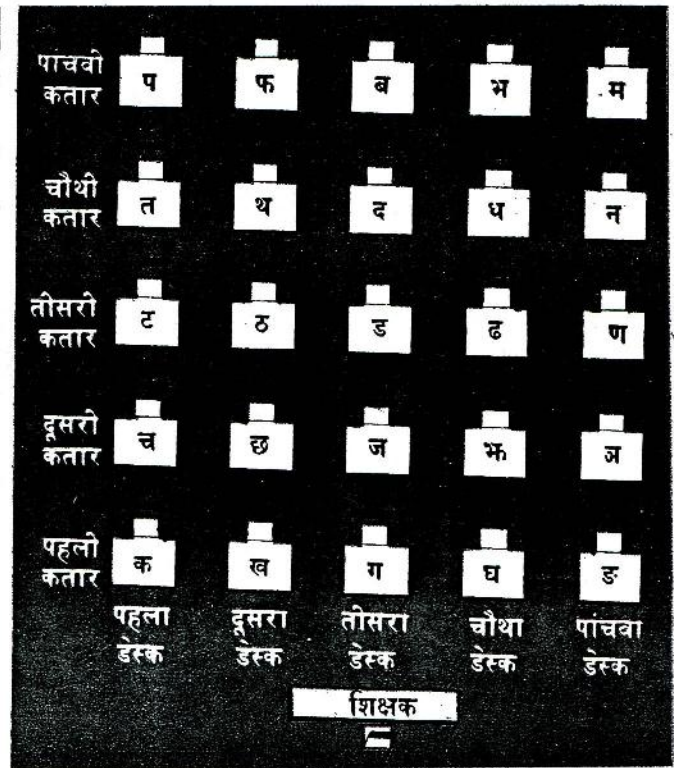 पाचवी
कतार
प फ ब भ म
चौथी
कतार
त थ द ध न
तीसरी
कतार
ट ठ ड ढ ण
दूसरी
कतार
च छ ज झ ञ
पहली
कतार
क ख ग घ ङ
पहला दूसरा तीसरा चौथा पांचवा
डेस्क डेस्क डेस्क डेस्क डेस्क
शिक्षक